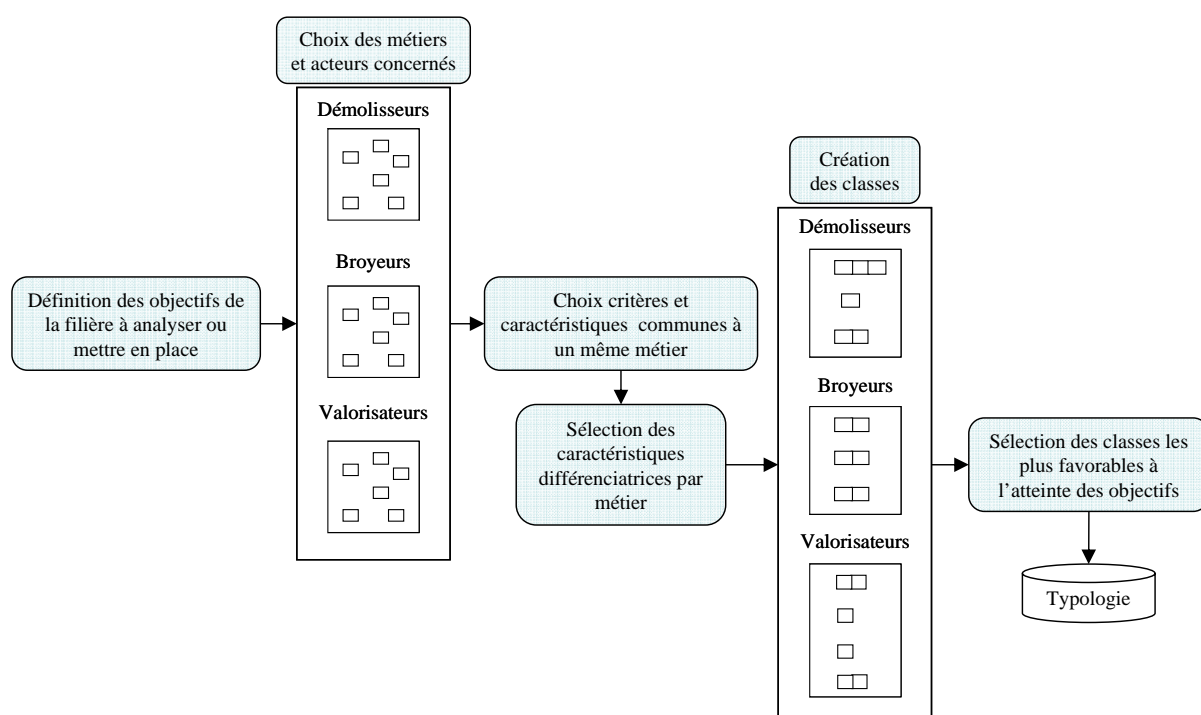 Définition des objectifs de
la filière à analyser ou
mettre en place
Choix des métiers
et acteurs concernés
Démolisseurs
Broyeurs
Valorisateurs
Choix critères et
caractéristiques communes à
un même métier
Sélection des
caractéristiques
différenciatrices par
métier
Création
des classes
Démolisseurs
Broyeurs
Valorisateurs
Sélection des classes les
plus favorables à
l’atteinte des objectifs
Typologie